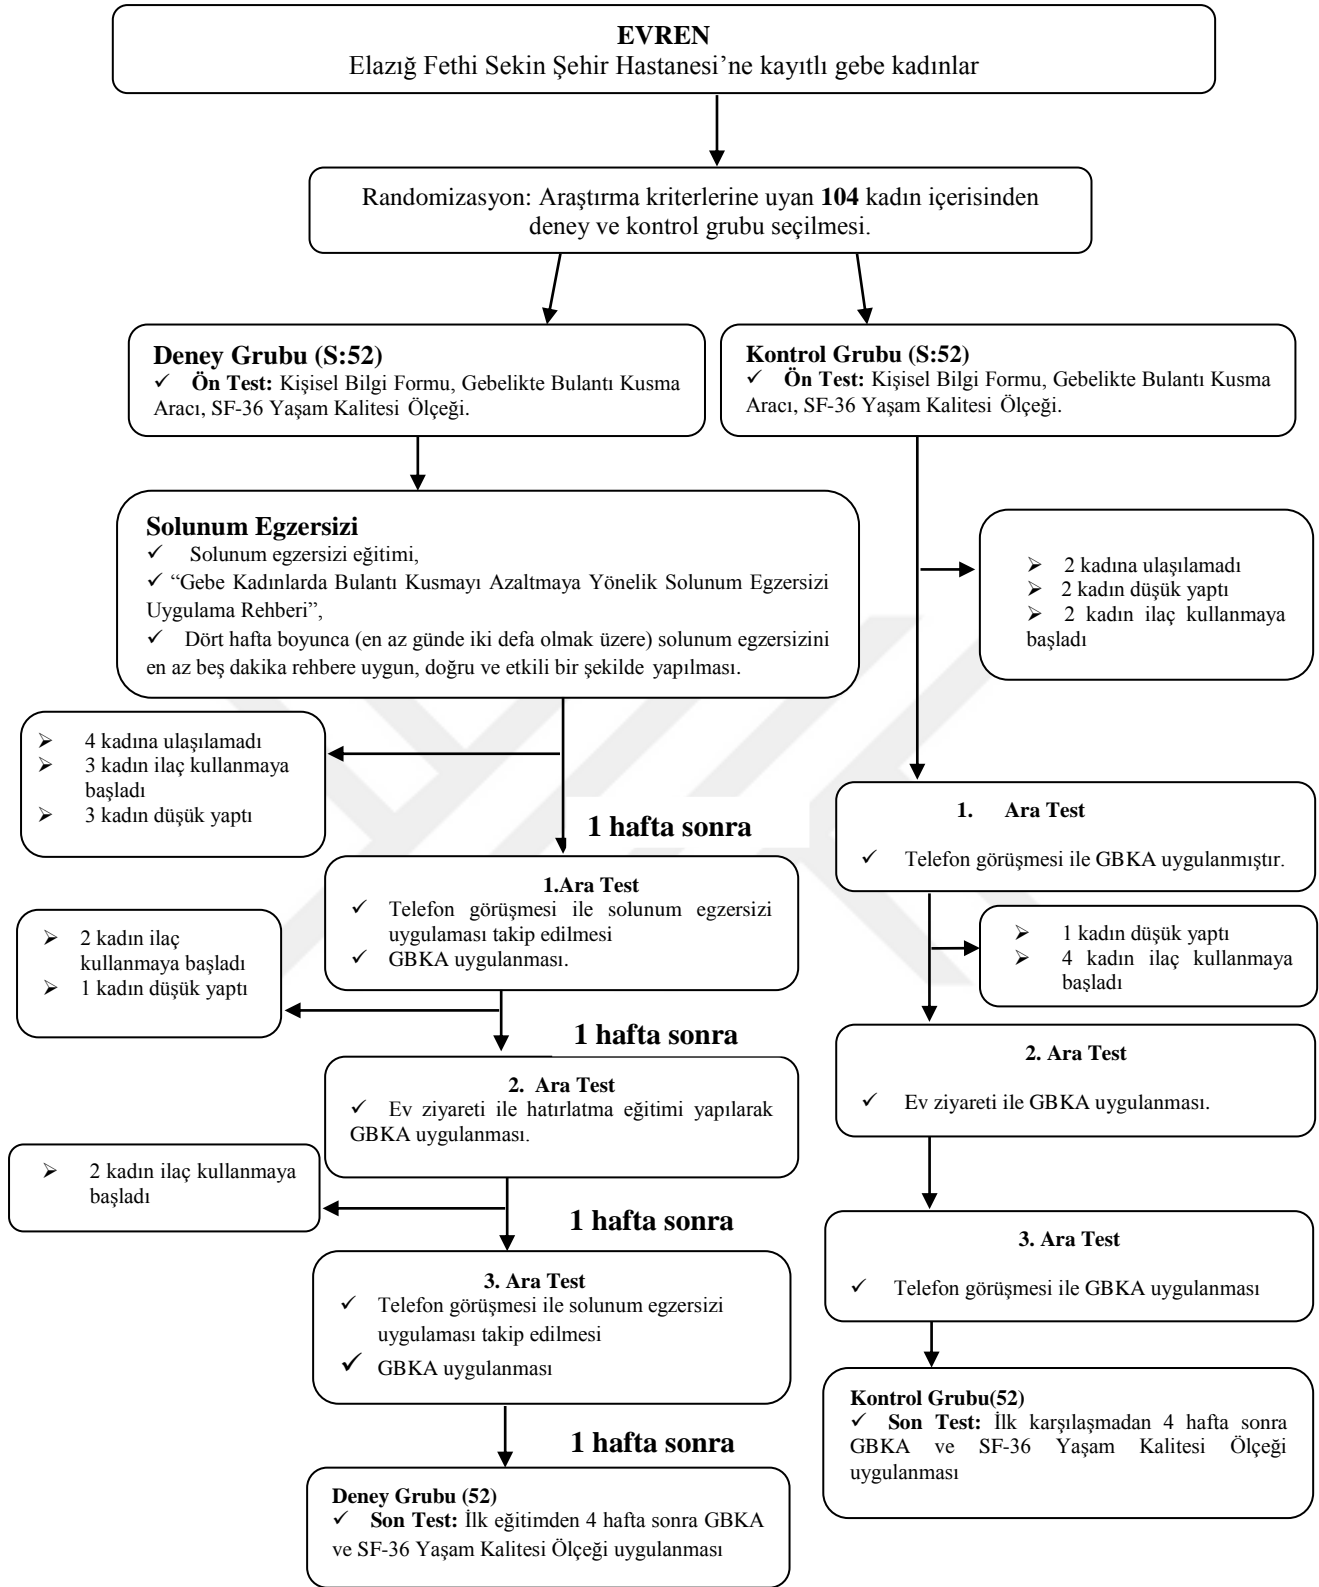 EVREN
Elazığ Fethi Sekin Şehir Hastanesi’ne kayıtlı gebe kadınlar
Randomizasyon: Araştırma kriterlerine uyan 104 kadın içerisinden
deney ve kontrol grubu seçilmesi.
Deney Grubu (S:52)
✓ Ön Test: Kişisel Bilgi Formu, Gebelikte Bulantı Kusma
Aracı, SF-36 Yaşam Kalitesi Ölçeği.
Kontrol Grubu (S:52)
✓ Ön Test: Kişisel Bilgi Formu, Gebelikte Bulantı Kusma
Aracı, SF-36 Yaşam Kalitesi Ölçeği.
Solunum Egzersizi
✓ Solunum egzersizi eğitimi,
✓ “Gebe Kadınlarda Bulantı Kusmayı Azaltmaya Yönelik Solunum Egzersizi
Uygulama Rehberi”,
✓ Dört hafta boyunca (en az günde iki defa olmak üzere) solunum egzersizini
en az beş dakika rehbere uygun, doğru ve etkili bir şekilde yapılması.
➢ 2 kadına ulaşılamadı
➢ 2 kadın düşük yaptı
➢ 2 kadın ilaç kullanmaya
başladı
➢ 4 kadına ulaşılamadı
➢ 3 kadın ilaç kullanmaya
başladı
➢ 3 kadın düşük yaptı
1 hafta sonra
1. Ara Test
✓ Telefon görüşmesi ile GBKA uygulanmıştır.
1.Ara Test
✓ Telefon görüşmesi ile solunum egzersizi
uygulaması takip edilmesi
✓ GBKA uygulanması.
➢ 2 kadın ilaç
kullanmaya başladı
➢ 1 kadın düşük yaptı
➢ 1 kadın düşük yaptı
➢ 4 kadın ilaç kullanmaya
başladı
1 hafta sonra
2. Ara Test
✓ Ev ziyareti ile hatırlatma eğitimi yapılarak
GBKA uygulanması.
2. Ara Test
✓ Ev ziyareti ile GBKA uygulanması.
➢ 2 kadın ilaç kullanmaya
başladı
1 hafta sonra
3. Ara Test
✓ Telefon görüşmesi ile solunum egzersizi
uygulaması takip edilmesi
✓ GBKA uygulanması
3. Ara Test
✓ Telefon görüşmesi ile GBKA uygulanması
1 hafta sonra
Kontrol Grubu(52)
✓ Son Test: İlk karşılaşmadan 4 hafta sonra
GBKA ve SF-36 Yaşam Kalitesi Ölçeği
uygulanması
Deney Grubu (52)
✓ Son Test: İlk eğitimden 4 hafta sonra GBKA
ve SF-36 Yaşam Kalitesi Ölçeği uygulanması